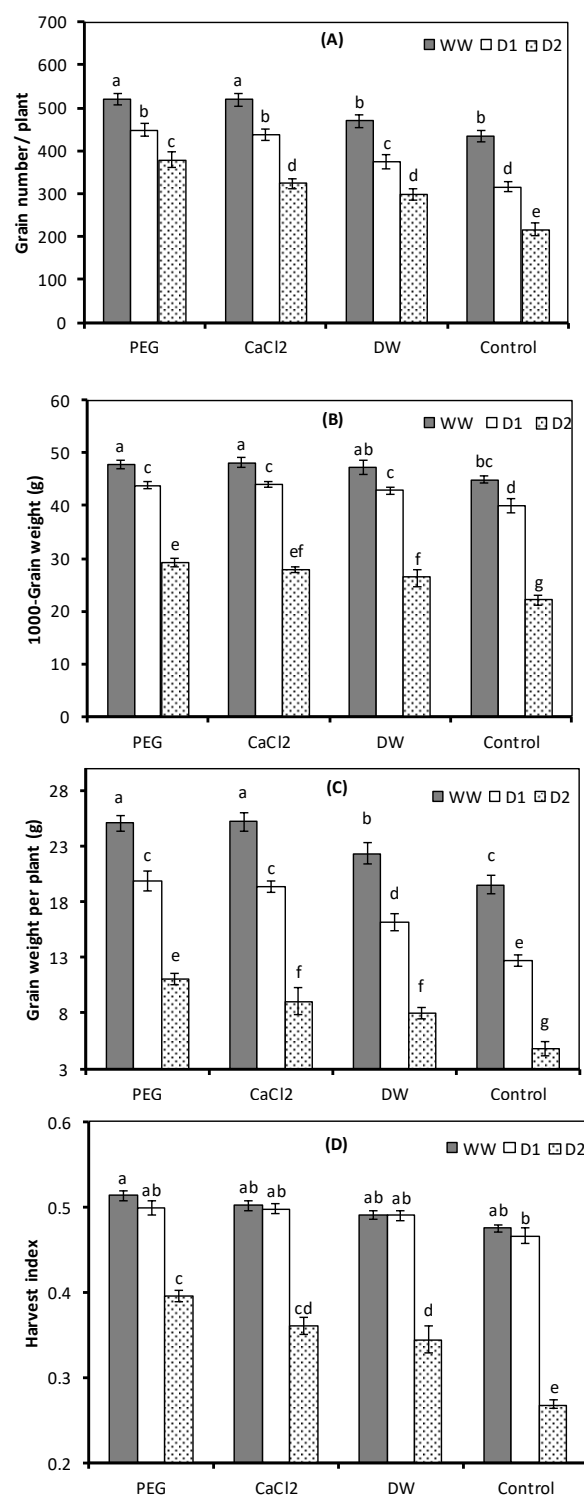 (A)
WW D1 D2
Grain number/ plant
700
600
500
400
300
200
100
0
a b c a b d b c d b d e
PEG CaCl2 DW Control
(B)
WW D1 D2
1000-Grain weight (g)
60
50
40
30
20
10
0
a c e a c ef ab c f bc d g
PEG CaCl2 DW Control
(C)
WW D1 D2
Grain weight per plant (g)
28
23
18
13
8
3
a c e a c f b d f c e g
PEG CaCl2 DW Control
(D)
WW D1 D2
Harvest index
0.6
0.5
0.4
0.3
0.2
a ab c ab ab cd ab ab d ab b e
PEG CaCl2 DW Control